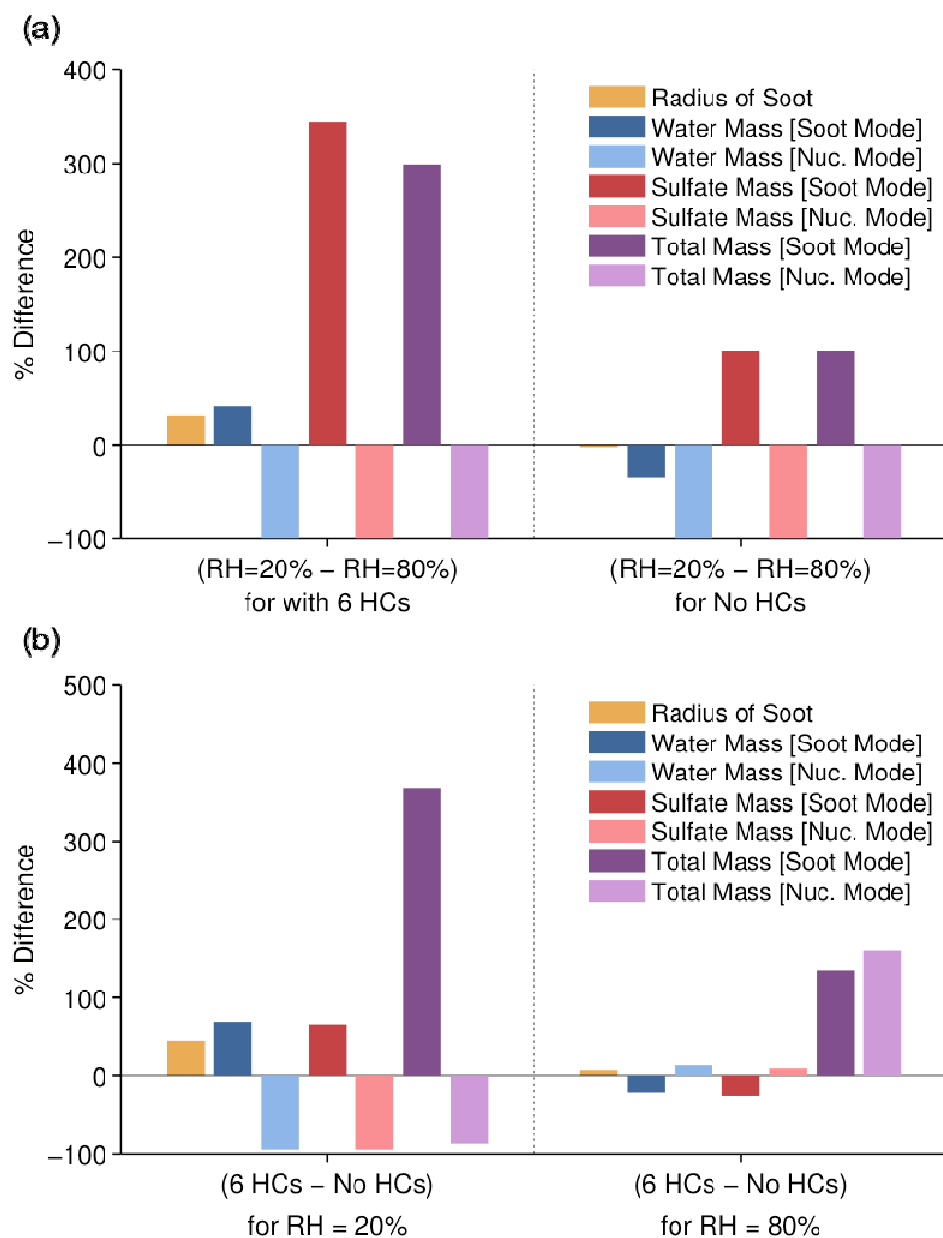 (a)
400
300
200
100
0
−100
% Difference
Radius of Soot
Water Mass [Soot Mode]
Water Mass [Nuc. Mode]
Sulfate Mass [Soot Mode]
Sulfate Mass [Nuc. Mode]
Total Mass [Soot Mode]
Total Mass [Nuc. Mode]
(RH=20% − RH=80%)
for with 6 HCs
(RH=20% − RH=80%)
for No HCs
(b)
500
400
300
200
100
0
−100
% Difference
Radius of Soot
Water Mass [Soot Mode]
Water Mass [Nuc. Mode]
Sulfate Mass [Soot Mode]
Sulfate Mass [Nuc. Mode]
Total Mass [Soot Mode]
Total Mass [Nuc. Mode]
(6 HCs − No HCs)
for RH = 20%
(6 HCs − No HCs)
for RH = 80%